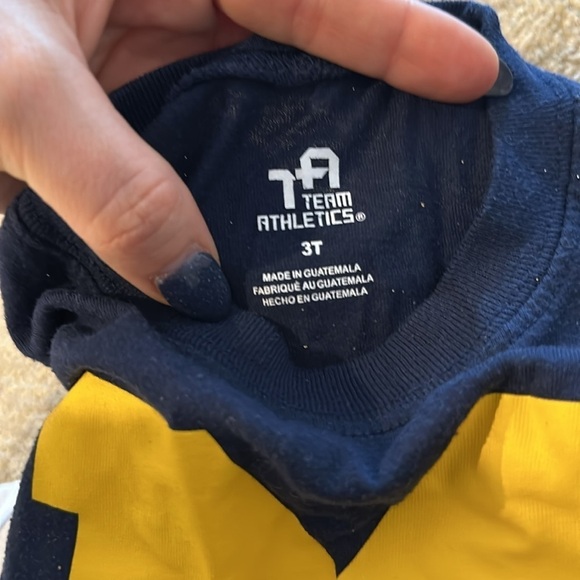 TA
TEAM
ATHLETICS®
3T
MADE IN GUATEMALA
FABRIQUÉ AU GUATEMALA
HECHO EN GUATEMALA